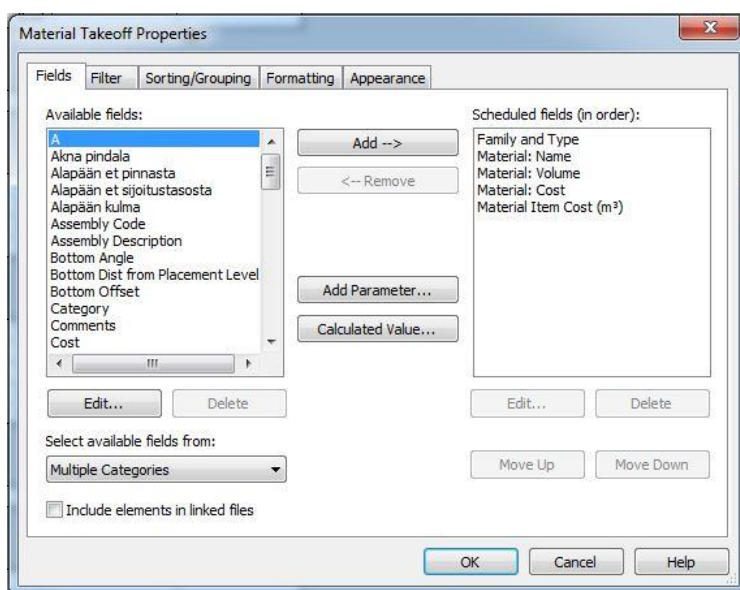 Material Takeoff Properties
Fields Filter Sorting/Grouping Formatting Appearance
Available fields:
A
Akna pindala
Alapään et pinnasta
Alapään et sijoitustasosta
Alapään kulma
Assembly Code
Assembly Description
Bottom Angle
Bottom Dist from Placement Level
Bottom Offset
Category
Comments
Cost
Edit...
Delete
Select available fields from:
Multiple Categories
Include elements in linked files
Add -->
<-- Remove
Add Parameter...
Calculated Value...
Scheduled fields (in order):
Family and Type
Material: Name
Material: Volume
Material: Cost
Material Item Cost (m³)
Edit...
Delete
Move Up
Move Down
OK
Cancel
Help